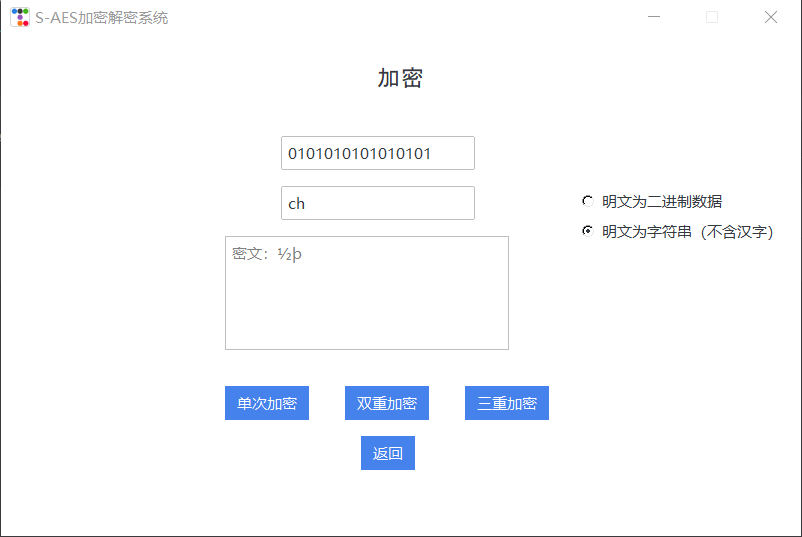 S-AES加密解密系统
加密
0101010101010101
ch
明文为二进制数据
明文为字符串（不含汉字）
密文：½þ
单次加密
双重加密
三重加密
返回